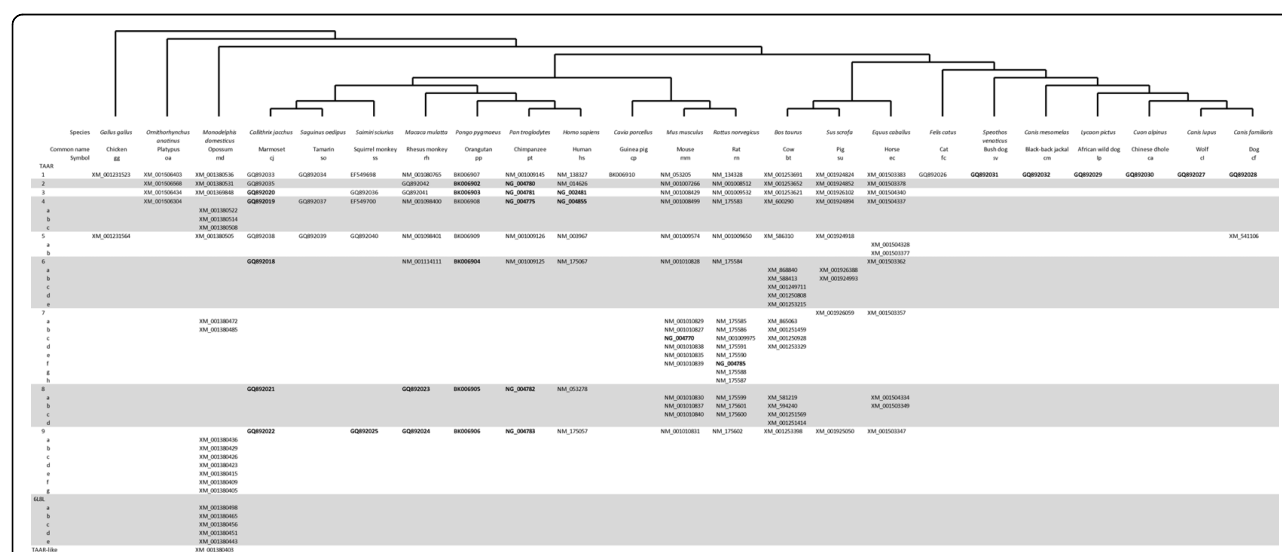 Species Gallus gallus Ornithorhynchus anatinus Monodelphis domesticus Callithrix jacchus Saguinus oedipus Saimiri sciurius Macaca mulatta Pongo pygmaeus Pan troglodytes Homo sapiens Cavia porcellus Mus musculus Rattus norvegicus Bos taurus Sus scrofa Equus caballus Felis catus Speothos venoticus Canis mesomelas Lycaon pictus Cuon alpinus Canis lupus Canis familiaris
Common name Chicken Platypus Opossum Marmoset Tamarin Squirrel monkey Rhesus monkey Orangutan Chimpanzee Human Guinea pig Mouse Rat Cow Pig Horse Cat Bush dog Black-back jackal African wild dog Chinese dhole Wolf Dog
Symbol gg oa md cj so ss rh pp pt hs cp mm rn bt su ec fc sv cm lp ca cl cf
TAAR
1 XM_001231523 XM_001506403 XM_001380536 GQ892033 GQ892034 EF549698 NM_001080765 BK006907 NM_001009145 NM_138327 BK006910 NM_053205 NM_134328 XM_001253691 XM_001924824 XM_001503383 GQ892026 GQ892031 GQ892032 GQ892029 GQ892030 GQ892027 GQ892028
2 XM_001506568 XM_001380531 GQ892035 GQ892042 BK006902 NG_004780 NM_014626 NM_001007266 NM_001008512 XM_001253652 XM_001924852 XM_001503378
3 XM_001506434 XM_001369848 GQ892020 GQ892036 GQ892041 BK006903 NG_004781 NG_002481 NM_001008429 NM_001009532 XM_001253621 XM_001926102 XM_001504340
4 XM_001506304 GQ892019 GQ892037 EF549700 NM_001098400 BK006908 NG_004775 NG_004855 NM_001008499 NM_175583 XM_600290 XM_001924894 XM_001504337
a XM_001380522
b XM_001380514
c XM_001380508
5 XM_001231564 XM_001380505 GQ892038 GQ892039 GQ892040 NM_001098401 BK006909 NM_001009126 NM_003967 NM_001009574 NM_001009650 XM_586310 XM_001924918 XM_541106
a XM_001504328
b XM_001503377
6 GQ892018 NM_001114111 BK006904 NM_001009125 NM_175067 NM_001010828 NM_175584 XM_001503362
a XM_868840 XM_001926388
b XM_588413 XM_001924993
c XM_001249711
d XM_001250808
e XM_001253215
7 XM_001926059 XM_001503357
a XM_001380472 NM_001010829 NM_175585 XM_865063
b XM_001380485 NM_001010827 NM_175586 XM_001251459
c NG_004770 NM_001009975 XM_001250928
d NM_001010838 NM_175591 XM_001253329
e NM_001010835 NM_175590
f NM_001010839 NG_004785
g NM_175588
h NM_175587
8 GQ892021 GQ892023 BK006905 NG_004782 NM_053278
a NM_001010830 NM_175599 XM_581219 XM_001504334
b NM_001010837 NM_175601 XM_594240 XM_001503349
c NM_001010840 NM_175600 XM_001251569
d XM_001251414
9 GQ892022 GQ892025 GQ892024 BK006906 NG_004783 NM_175057 NM_001010831 NM_175602 XM_001253398 XM_001925050 XM_001503347
a XM_001380436
b XM_001380429
c XM_001380426
d XM_001380423
e XM_001380415
f XM_001380409
g XM_001380405
a XM_001380498
b XM_001380465
c XM_001380456
d XM_001380451
e XM_001380443
TAAR-like XM_001380403